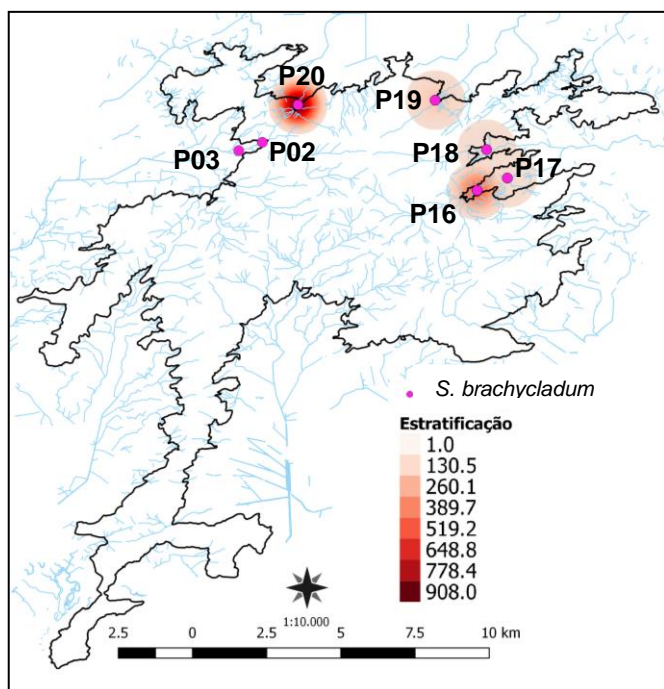 P20
P19
P03
P02
P18
P17
P16
S. brachycladum
Estratificação
1.0
130.5
260.1
389.7
519.2
648.8
778.4
908.0
1:10.000
2.5 0 2.5 5 7.5 10 km